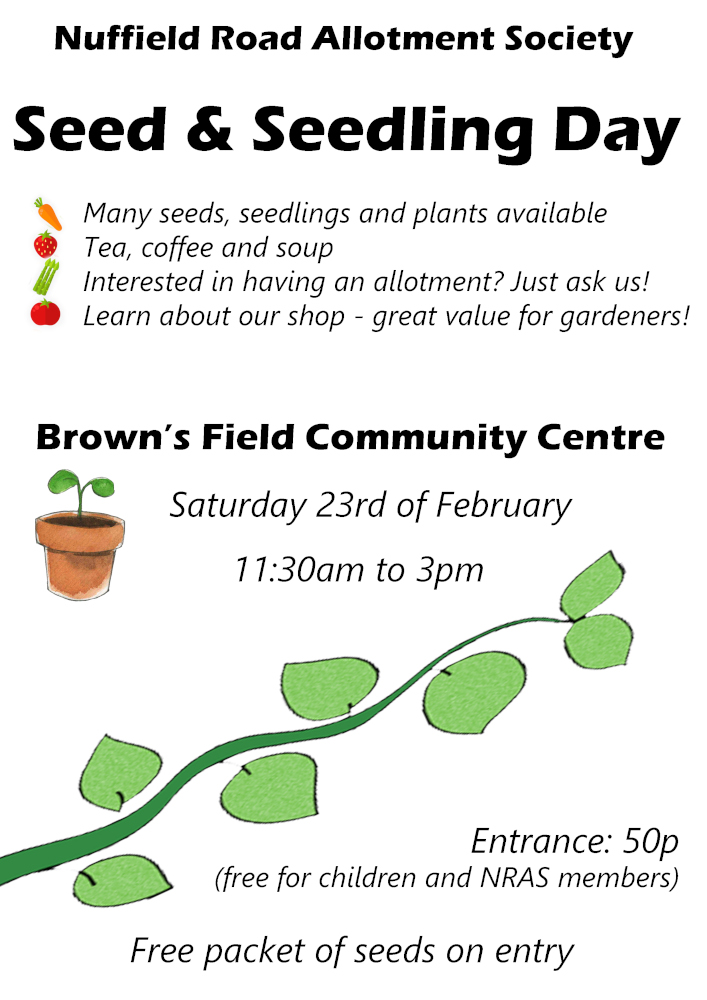 Nuffield Road Allotment Society
Seed & Seedling Day
Many seeds, seedlings and plants available
Tea, coffee and soup
Interested in having an allotment? Just ask us!
Learn about our shop - great value for gardeners!
Brown’s Field Community Centre
Saturday 23rd of February
11:30am to 3pm
Entrance: 50p
(free for children and NRAS members)
Free packet of seeds on entry